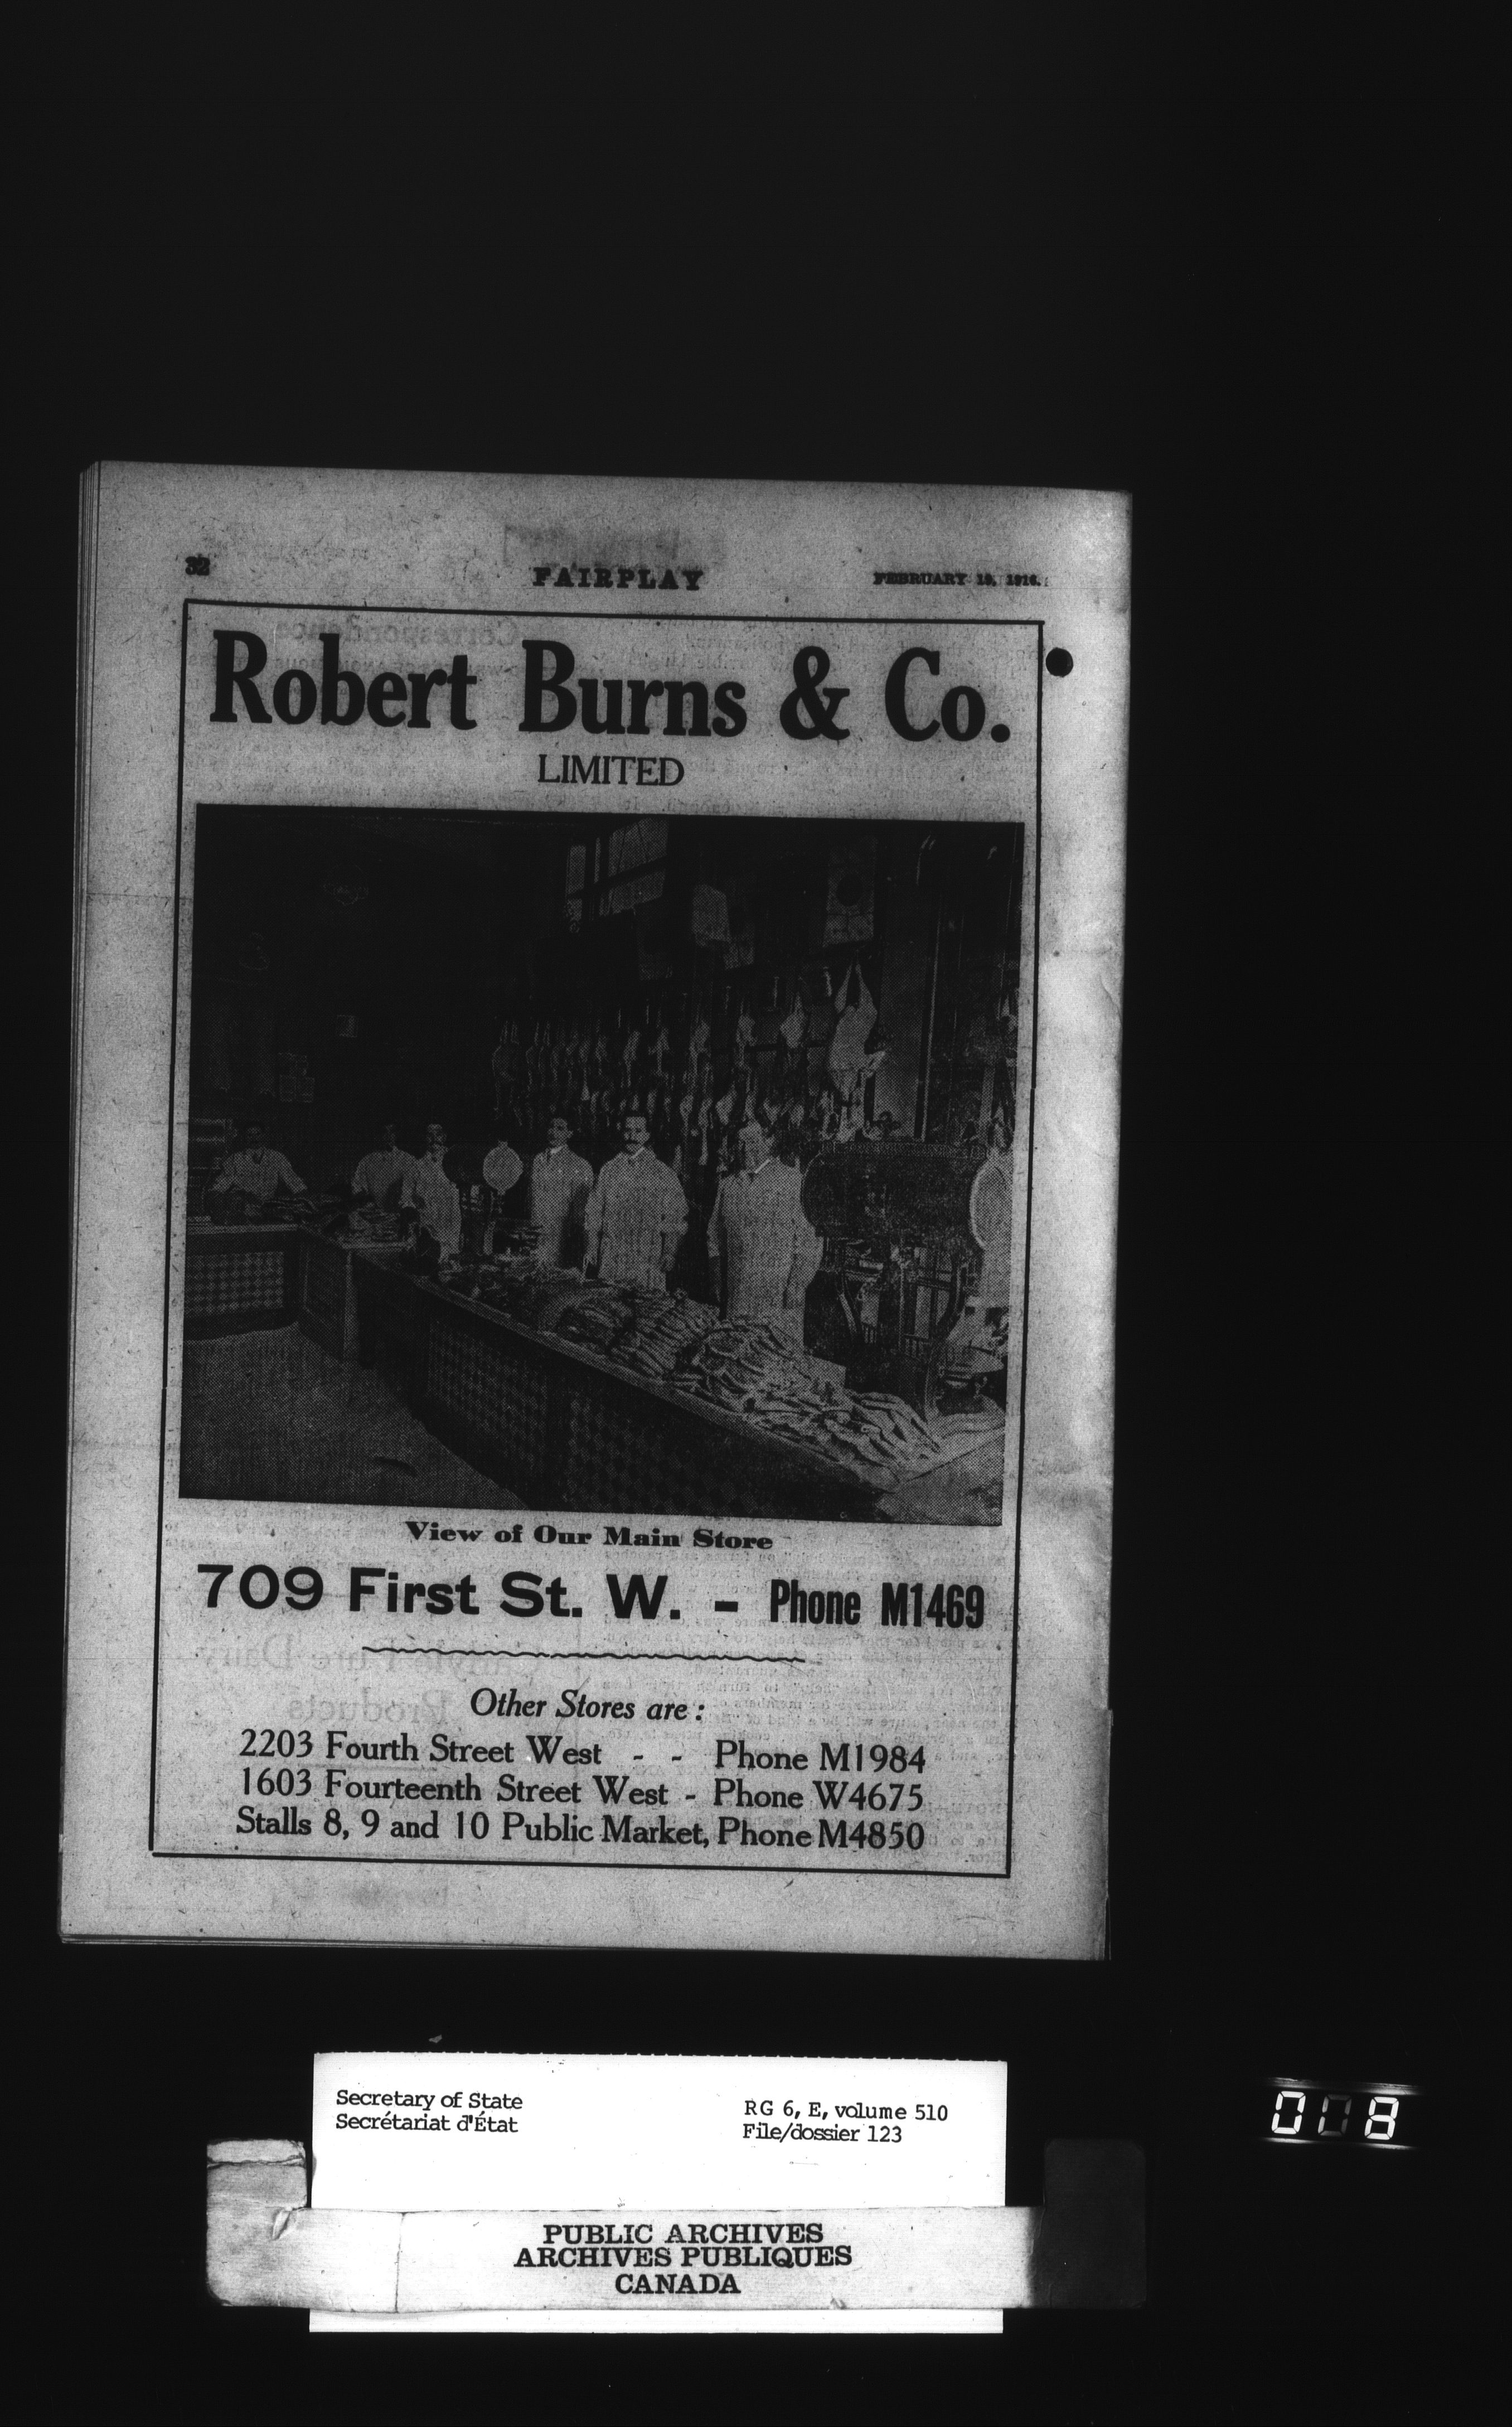 32
FAIRPLAY
FEBRUARY 19, 1916.
Robert Burns & Co.
LIMITED
View of Our Main Store
709 First St. W. - Phone M1469
Other Stores are :
2203 Fourth Street West - - Phone M1984
1603 Fourteenth Street West - Phone W4675
Stalls 8, 9 and 10 Public Market, Phone M4850
Secretary of State
Secrétariat d'État
RG 6, E, volume 510
File/dossier 123
PUBLIC ARCHIVES
ARCHIVES PUBLIQUES
CANADA
018